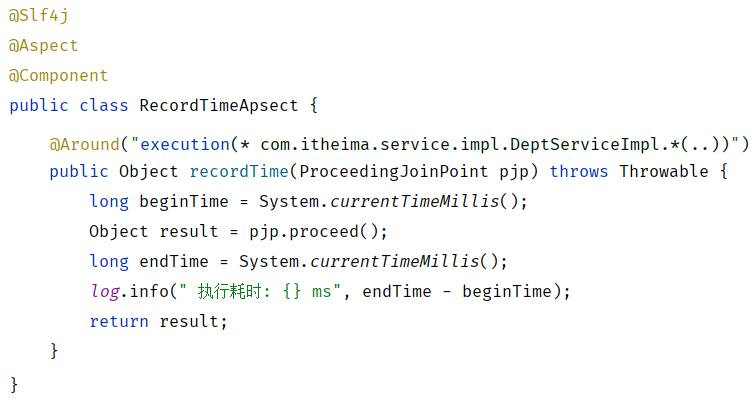 @Slf4j
@Aspect
@Component
public class RecordTimeApsect {
@Around("execution(* com.itheima.service.impl.DeptServiceImpl.*(..))")
public Object recordTime(ProceedingJoinPoint pjp) throws Throwable {
long beginTime = System.currentTimeMillis();
Object result = pjp.proceed();
long endTime = System.currentTimeMillis();
log.info(" 执行耗时: {} ms", endTime - beginTime);
return result;
}
}